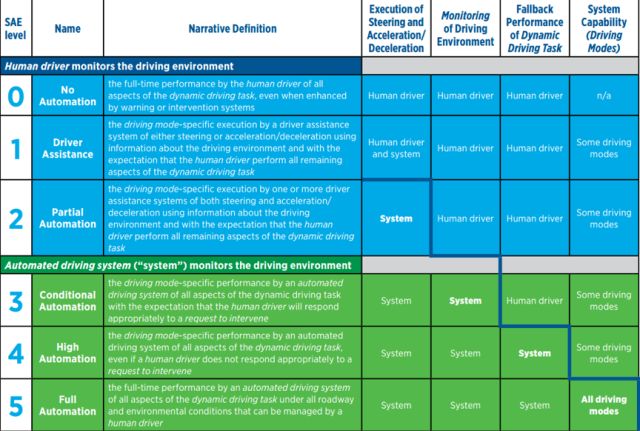 SAE level
Name
Narrative Definition
Execution of
Steering and
Acceleration/
Deceleration
Monitoring
of Driving
Environment
Fallback
Performance
of Dynamic
Driving Task
System
Capability
(Driving
Modes)
Human driver monitors the driving environment
0
No
Automation
the full-time performance by the human driver of all
aspects of the dynamic driving task, even when enhanced
by warning or intervention systems
Human driver
Human driver
Human driver
n/a
1
Driver
Assistance
the driving mode-specific execution by a driver assistance
system of either steering or acceleration/deceleration using
information about the driving environment and with the
expectation that the human driver perform all remaining
aspects of the dynamic driving task
Human driver
and system
Human driver
Human driver
Some driving
modes
2
Partial
Automation
the driving mode-specific execution by one or more driver
assistance systems of both steering and acceleration/
deceleration using information about the driving
environment and with the expectation that the human
driver perform all remaining aspects of the dynamic driving
task
System
Human driver
Human driver
Some driving
modes
Automated driving system (“system”) monitors the driving environment
3
Conditional
Automation
the driving mode-specific performance by an automated
driving system of all aspects of the dynamic driving task
with the expectation that the human driver will respond
appropriately to a request to intervene
System
System
Human driver
Some driving
modes
4
High
Automation
the driving mode-specific performance by an automated
driving system of all aspects of the dynamic driving task,
even if a human driver does not respond appropriately to a
request to intervene
System
System
System
Some driving
modes
5
Full
Automation
the full-time performance by an automated driving system
of all aspects of the dynamic driving task under all roadway
and environmental conditions that can be managed by a
human driver
System
System
System
All driving
modes